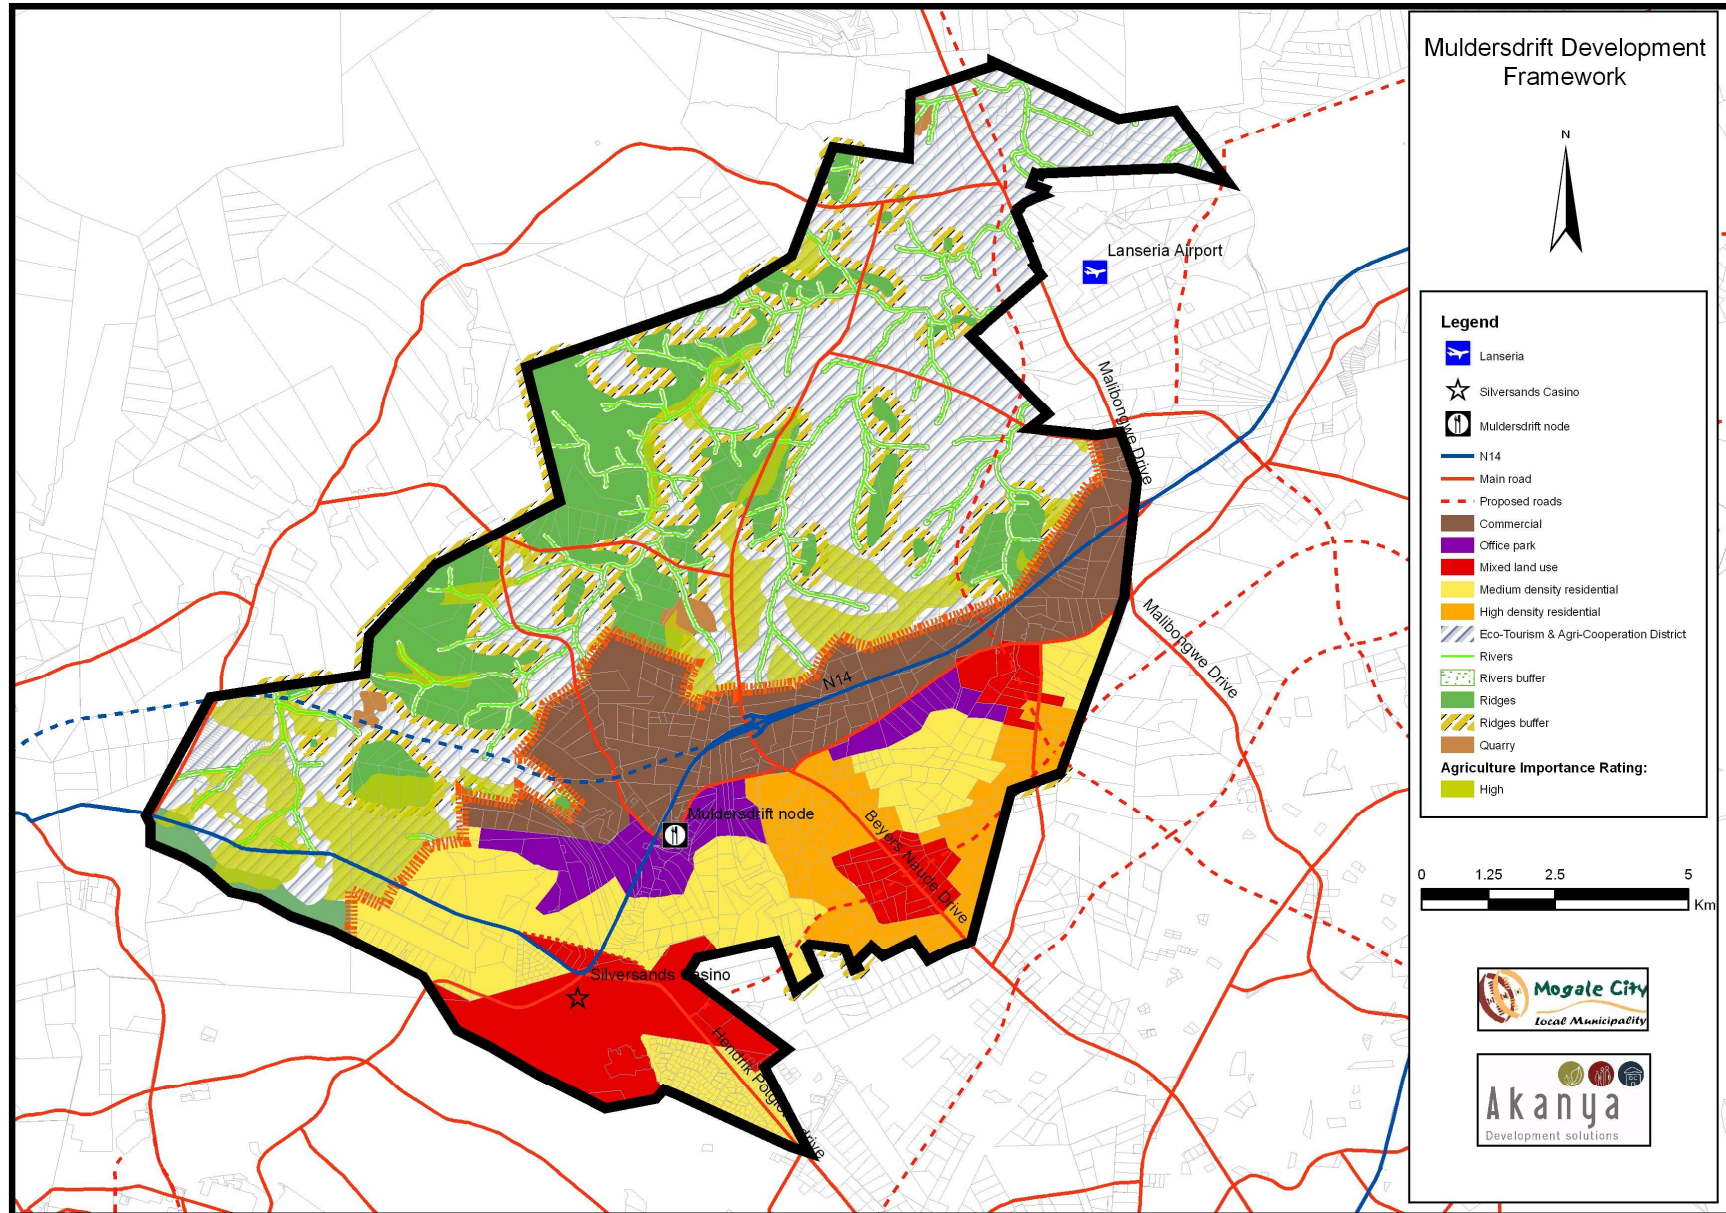 Muldersdrift Development
Framework
N
Lanseria Airport
Malibongwe Drive
Malibongwe Drive
N14
Muldersdrift node
Beyers Naude Drive
Silversands Casino
Hendrik Potgieter drive
Legend
Lanseria
Silversands Casino
Muldersdrift node
N14
Main road
Proposed roads
Commercial
Office park
Mixed land use
Medium density residential
High density residential
Eco-Tourism & Agri-Cooperation District
Rivers
Rivers buffer
Ridges
Ridges buffer
Quarry
Agriculture Importance Rating:
High
0 1.25 2.5 5
Km
Mogale City
Local Municipality
Akanya
Development solutions